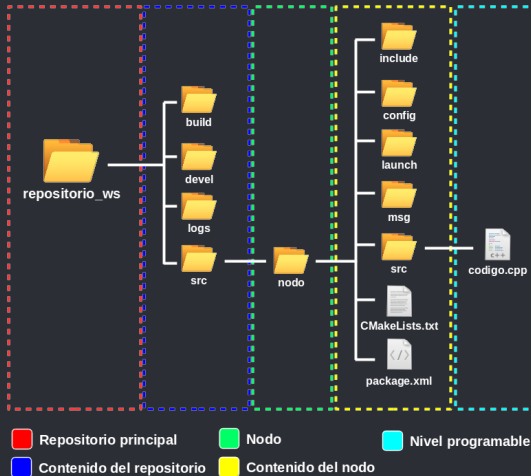 include
config
build
launch
devel
repositorio_ws
msg
logs
src
src
nodo
C++
codigo.cpp
CMakeLists.txt
</>
package.xml
Repositorio principal
Nodo
Nivel programable
Contenido del repositorio
Contenido del nodo